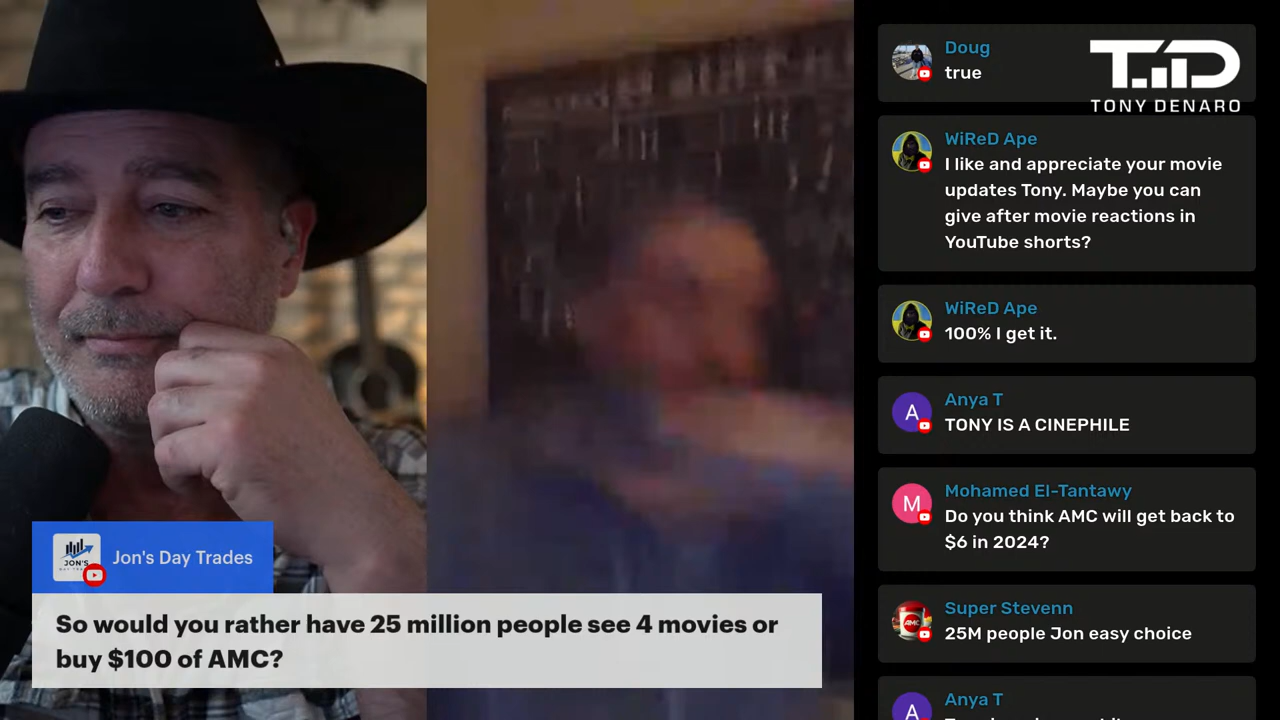 Doug
true
TONY DENARO
WiReD Ape
I like and appreciate your movie
updates Tony. Maybe you can
give after movie reactions in
YouTube shorts?
WiReD Ape
100% I get it.
A
Anya T
TONY IS A CINEPHILE
M
Mohamed El-Tantawy
Do you think AMC will get back to
$6 in 2024?
AMC
Super Stevenn
25M people Jon easy choice
A
Anya T
JON'S
Jon's Day Trades
So would you rather have 25 million people see 4 movies or
buy $100 of AMC?